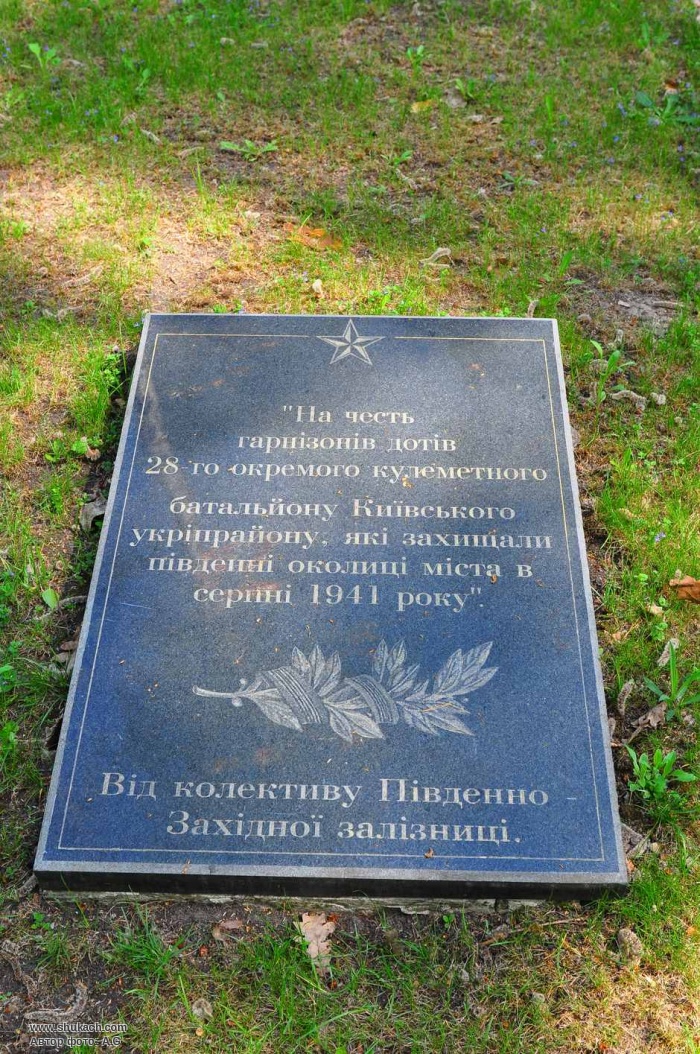 "На честь
гарнізонів дотів
28-го окремого кулеметного
батальйону Київського
укріпрайону, які захищали
південні околиці міста в
серпні 1941 року".
Від колективу Південно -
Західної залізниці.
www.shukach.com
Автор фото: A.G